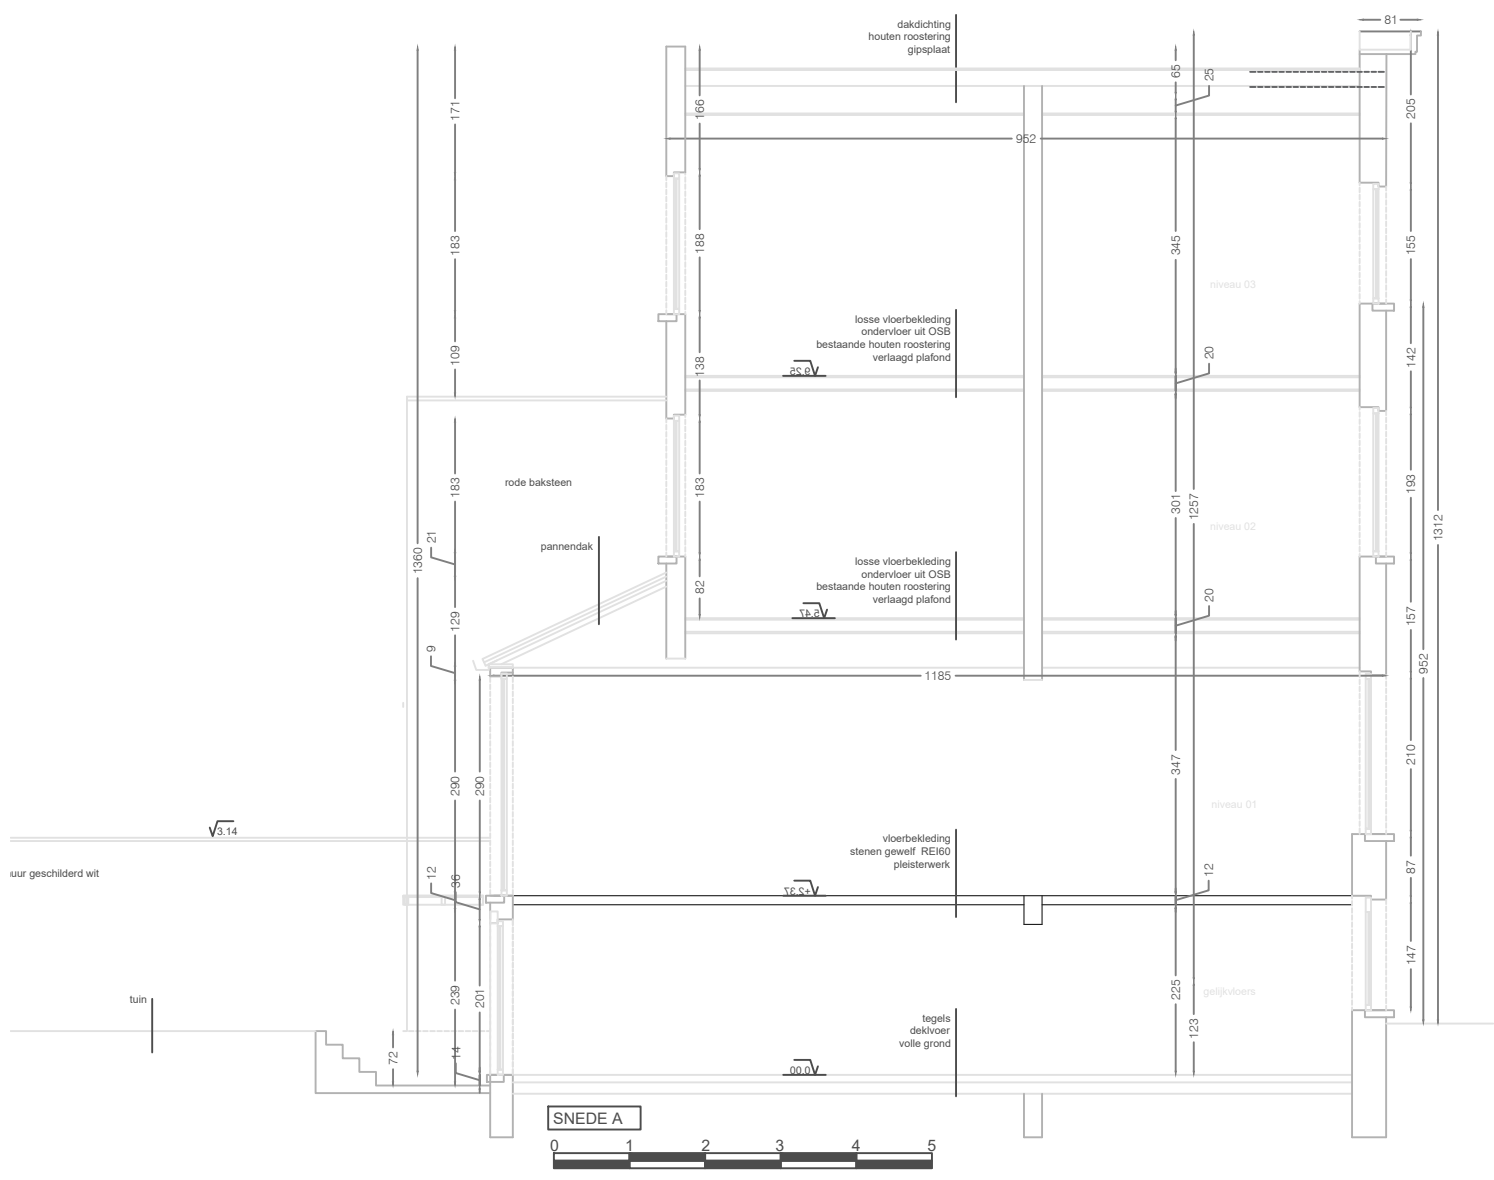 81
dakdichting
houten roostering
gipsplaat
65
25
171
166
205
952
183
188
345
155
niveau 03
losse vloerbekleding
ondervloer uit OSB
bestaande houten roostering
verlaagd plafond
109
138
20
142
9.25
rode baksteen
183
183
301
1257
193
niveau 02
1312
21
pannendak
1360
losse vloerbekleding
ondervloer uit OSB
bestaande houten roostering
verlaagd plafond
82
20
5.47
129
157
9
952
1185
290
290
347
210
niveau 01
3.14
vloerbekleding
stenen gewelf REI60
pleisterwerk
uur geschilderd wit
12
36
12
87
+2.37
147
239
201
225
gelijkvloers
tuin
tegels
deklvoer
volle grond
123
72
14
0.00
SNEDE A
0 1 2 3 4 5